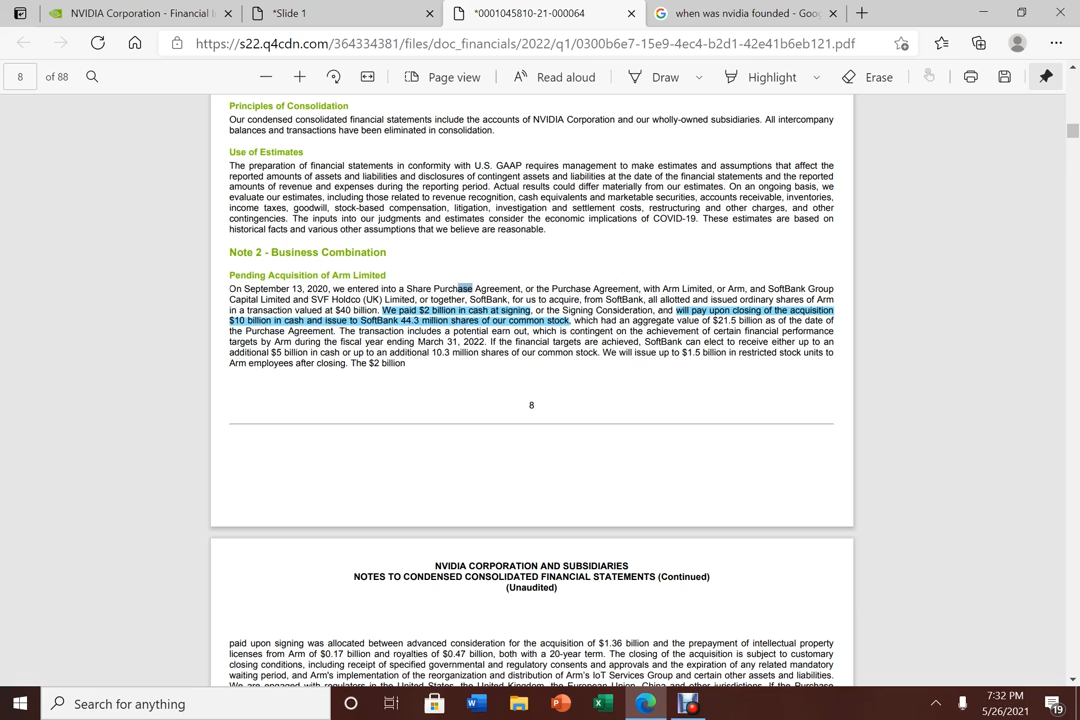 NVIDIA Corporation - Financial I
*Slide 1
*0001045810-21-000064
when was nvidia founded - Goo
https://s22.q4cdn.com/364334381/files/doc_financials/2022/q1/0300b6e7-15e9-4ec4-b2d1-42e41b6eb121.pdf
8 of 88
Page view
Read aloud
Draw
Highlight
Erase
Principles of Consolidation
Our condensed consolidated financial statements include the accounts of NVIDIA Corporation and our wholly-owned subsidiaries. All intercompany
balances and transactions have been eliminated in consolidation.
Use of Estimates
The preparation of financial statements in conformity with U.S. GAAP requires management to make estimates and assumptions that affect the
reported amounts of assets and liabilities and disclosures of contingent assets and liabilities at the date of the financial statements and the reported
amounts of revenue and expenses during the reporting period. Actual results could differ materially from our estimates. On an ongoing basis, we
evaluate our estimates, including those related to revenue recognition, cash equivalents and marketable securities, accounts receivable, inventories,
income taxes, goodwill, stock-based compensation, litigation, investigation and settlement costs, restructuring and other charges, and other
contingencies. The inputs into our judgments and estimates consider the economic implications of COVID-19. These estimates are based on
historical facts and various other assumptions that we believe are reasonable.
Note 2 - Business Combination
Pending Acquisition of Arm Limited
On September 13, 2020, we entered into a Share Purchase Agreement, or the Purchase Agreement, with Arm Limited, or Arm, and SoftBank Group
Capital Limited and SVF Holdco (UK) Limited, or together, SoftBank, for us to acquire, from SoftBank, all allotted and issued ordinary shares of Arm
in a transaction valued at $40 billion. We paid $2 billion in cash at signing, or the Signing Consideration, and will pay upon closing of the acquisition
$10 billion in cash and issue to SoftBank 44.3 million shares of our common stock, which had an aggregate value of $21.5 billion as of the date of
the Purchase Agreement. The transaction includes a potential earn out, which is contingent on the achievement of certain financial performance
targets by Arm during the fiscal year ending March 31, 2022. If the financial targets are achieved, SoftBank can elect to receive either up to an
additional $5 billion in cash or up to an additional 10.3 million shares of our common stock. We will issue up to $1.5 billion in restricted stock units to
Arm employees after closing. The $2 billion
8
NVIDIA CORPORATION AND SUBSIDIARIES
NOTES TO CONDENSED CONSOLIDATED FINANCIAL STATEMENTS (Continued)
(Unaudited)
paid upon signing was allocated between advanced consideration for the acquisition of $1.36 billion and the prepayment of intellectual property
licenses from Arm of $0.17 billion and royalties of $0.47 billion, both with a 20-year term. The closing of the acquisition is subject to customary
closing conditions, including receipt of specified governmental and regulatory consents and approvals and the expiration of any related mandatory
waiting period, and Arm's implementation of the reorganization and distribution of Arm's IoT Services Group and certain other assets and liabilities.
We are engaged with regulators in the United States, the United Kingdom, the European Union, China and other jurisdictions. If the Purchase
Type here to search
7:32 PM
5/26/2021
19